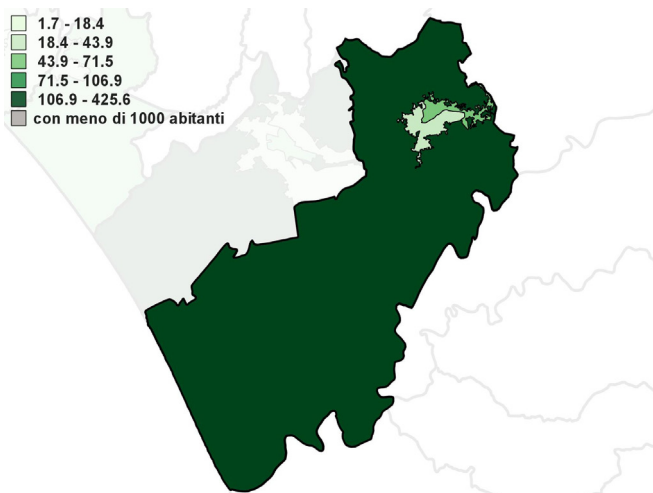 1.7 - 18.4
18.4 - 43.9
43.9 - 71.5
71.5 - 106.9
106.9 - 425.6
con meno di 1000 abitanti